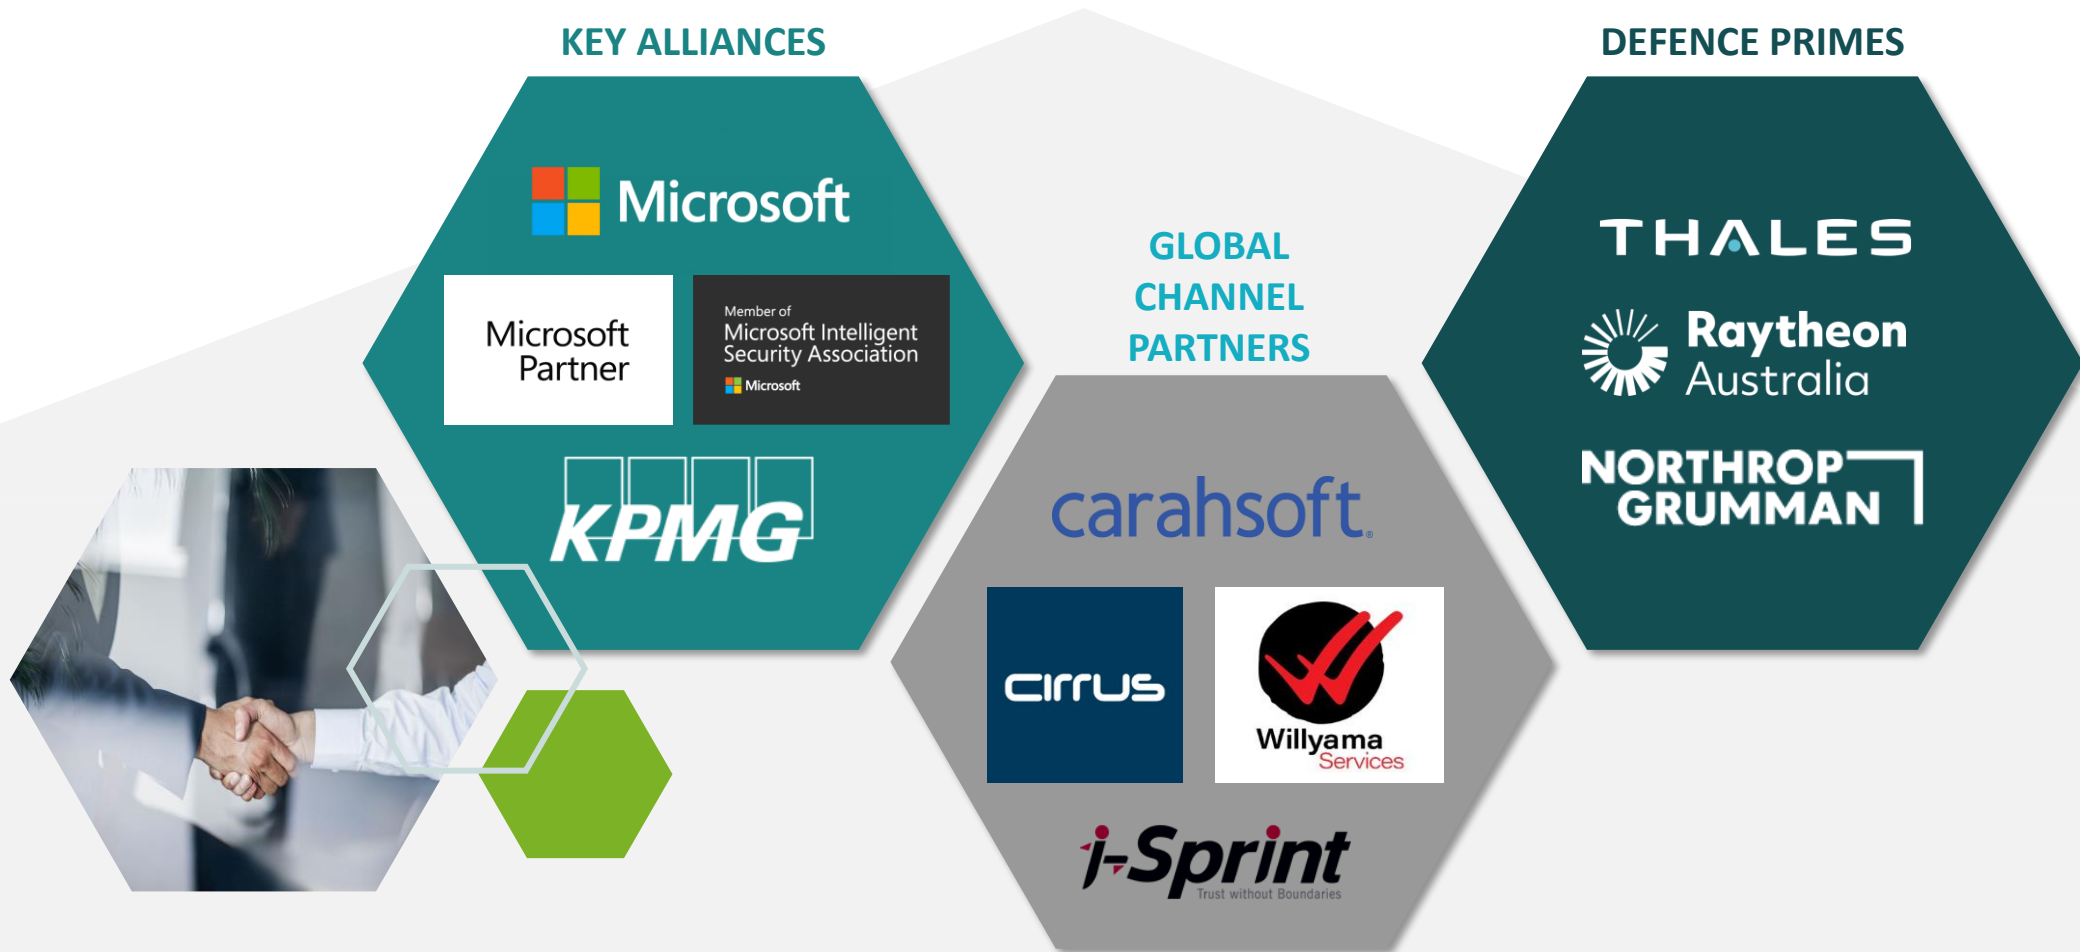 KEY ALLIANCES
Microsoft
Microsoft
Partner
Member of
Microsoft Intelligent
Security Association
Microsoft
KPMG
GLOBAL
CHANNEL
PARTNERS
carahsoft®
cirrus
Willyama
Services
i-Sprint
Trust without Boundaries
DEFENCE PRIMES
THALES
Raytheon
Australia
NORTHROP
GRUMMAN